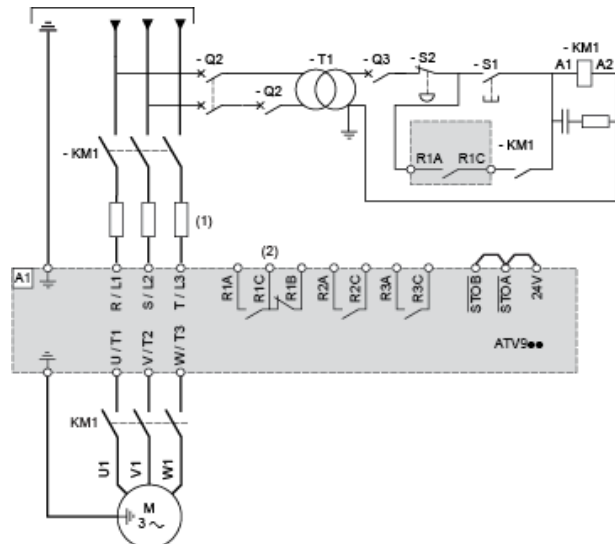 - Q2
- T1
- Q3
- S2
- S1
- KM1
A1
A2
- Q2
- KM1
R1A
R1C
- KM1
(1)
(2)
A1
R / L1
S / L2
T / L3
R1A
R1C
R1B
R2A
R2C
R3A
R3C
STOB
STOA
24V
U / T1
V / T2
W / T3
ATV9●●
KM1
U1
V1
W1
M
3 ~